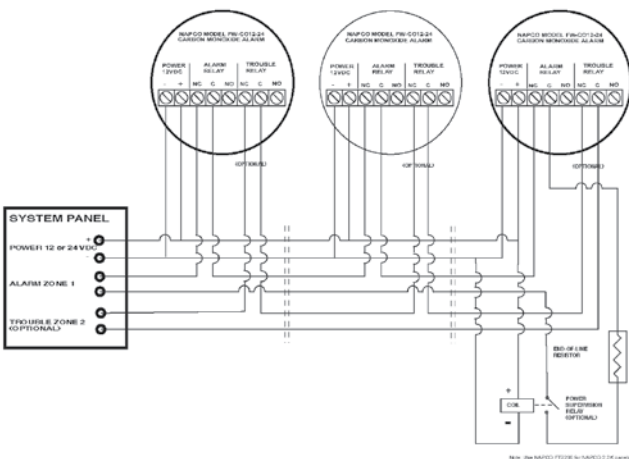 NAPCO MODEL FW-CO12-24
CARBON MONOXIDE ALARM
POWER 12VDC
ALARM RELAY
TROUBLE RELAY
- + NC C NO NC C NO
(OPTIONAL)
NAPCO MODEL FW-CO12-24
CARBON MONOXIDE ALARM
POWER 12VDC
ALARM RELAY
TROUBLE RELAY
- + NC C NO NC C NO
(OPTIONAL)
NAPCO MODEL FW-CO12-24
CARBON MONOXIDE ALARM
POWER 12VDC
ALARM RELAY
TROUBLE RELAY
- + NC C NO NC C NO
(OPTIONAL)
SYSTEM PANEL
+
POWER 12 or 24 VDC
-
ALARM ZONE 1
TROUBLE ZONE 2
(OPTIONAL)
END-OF-LINE
RESISTOR
+
COIL
-
POWER
SUPERVISION
RELAY
(OPTIONAL)